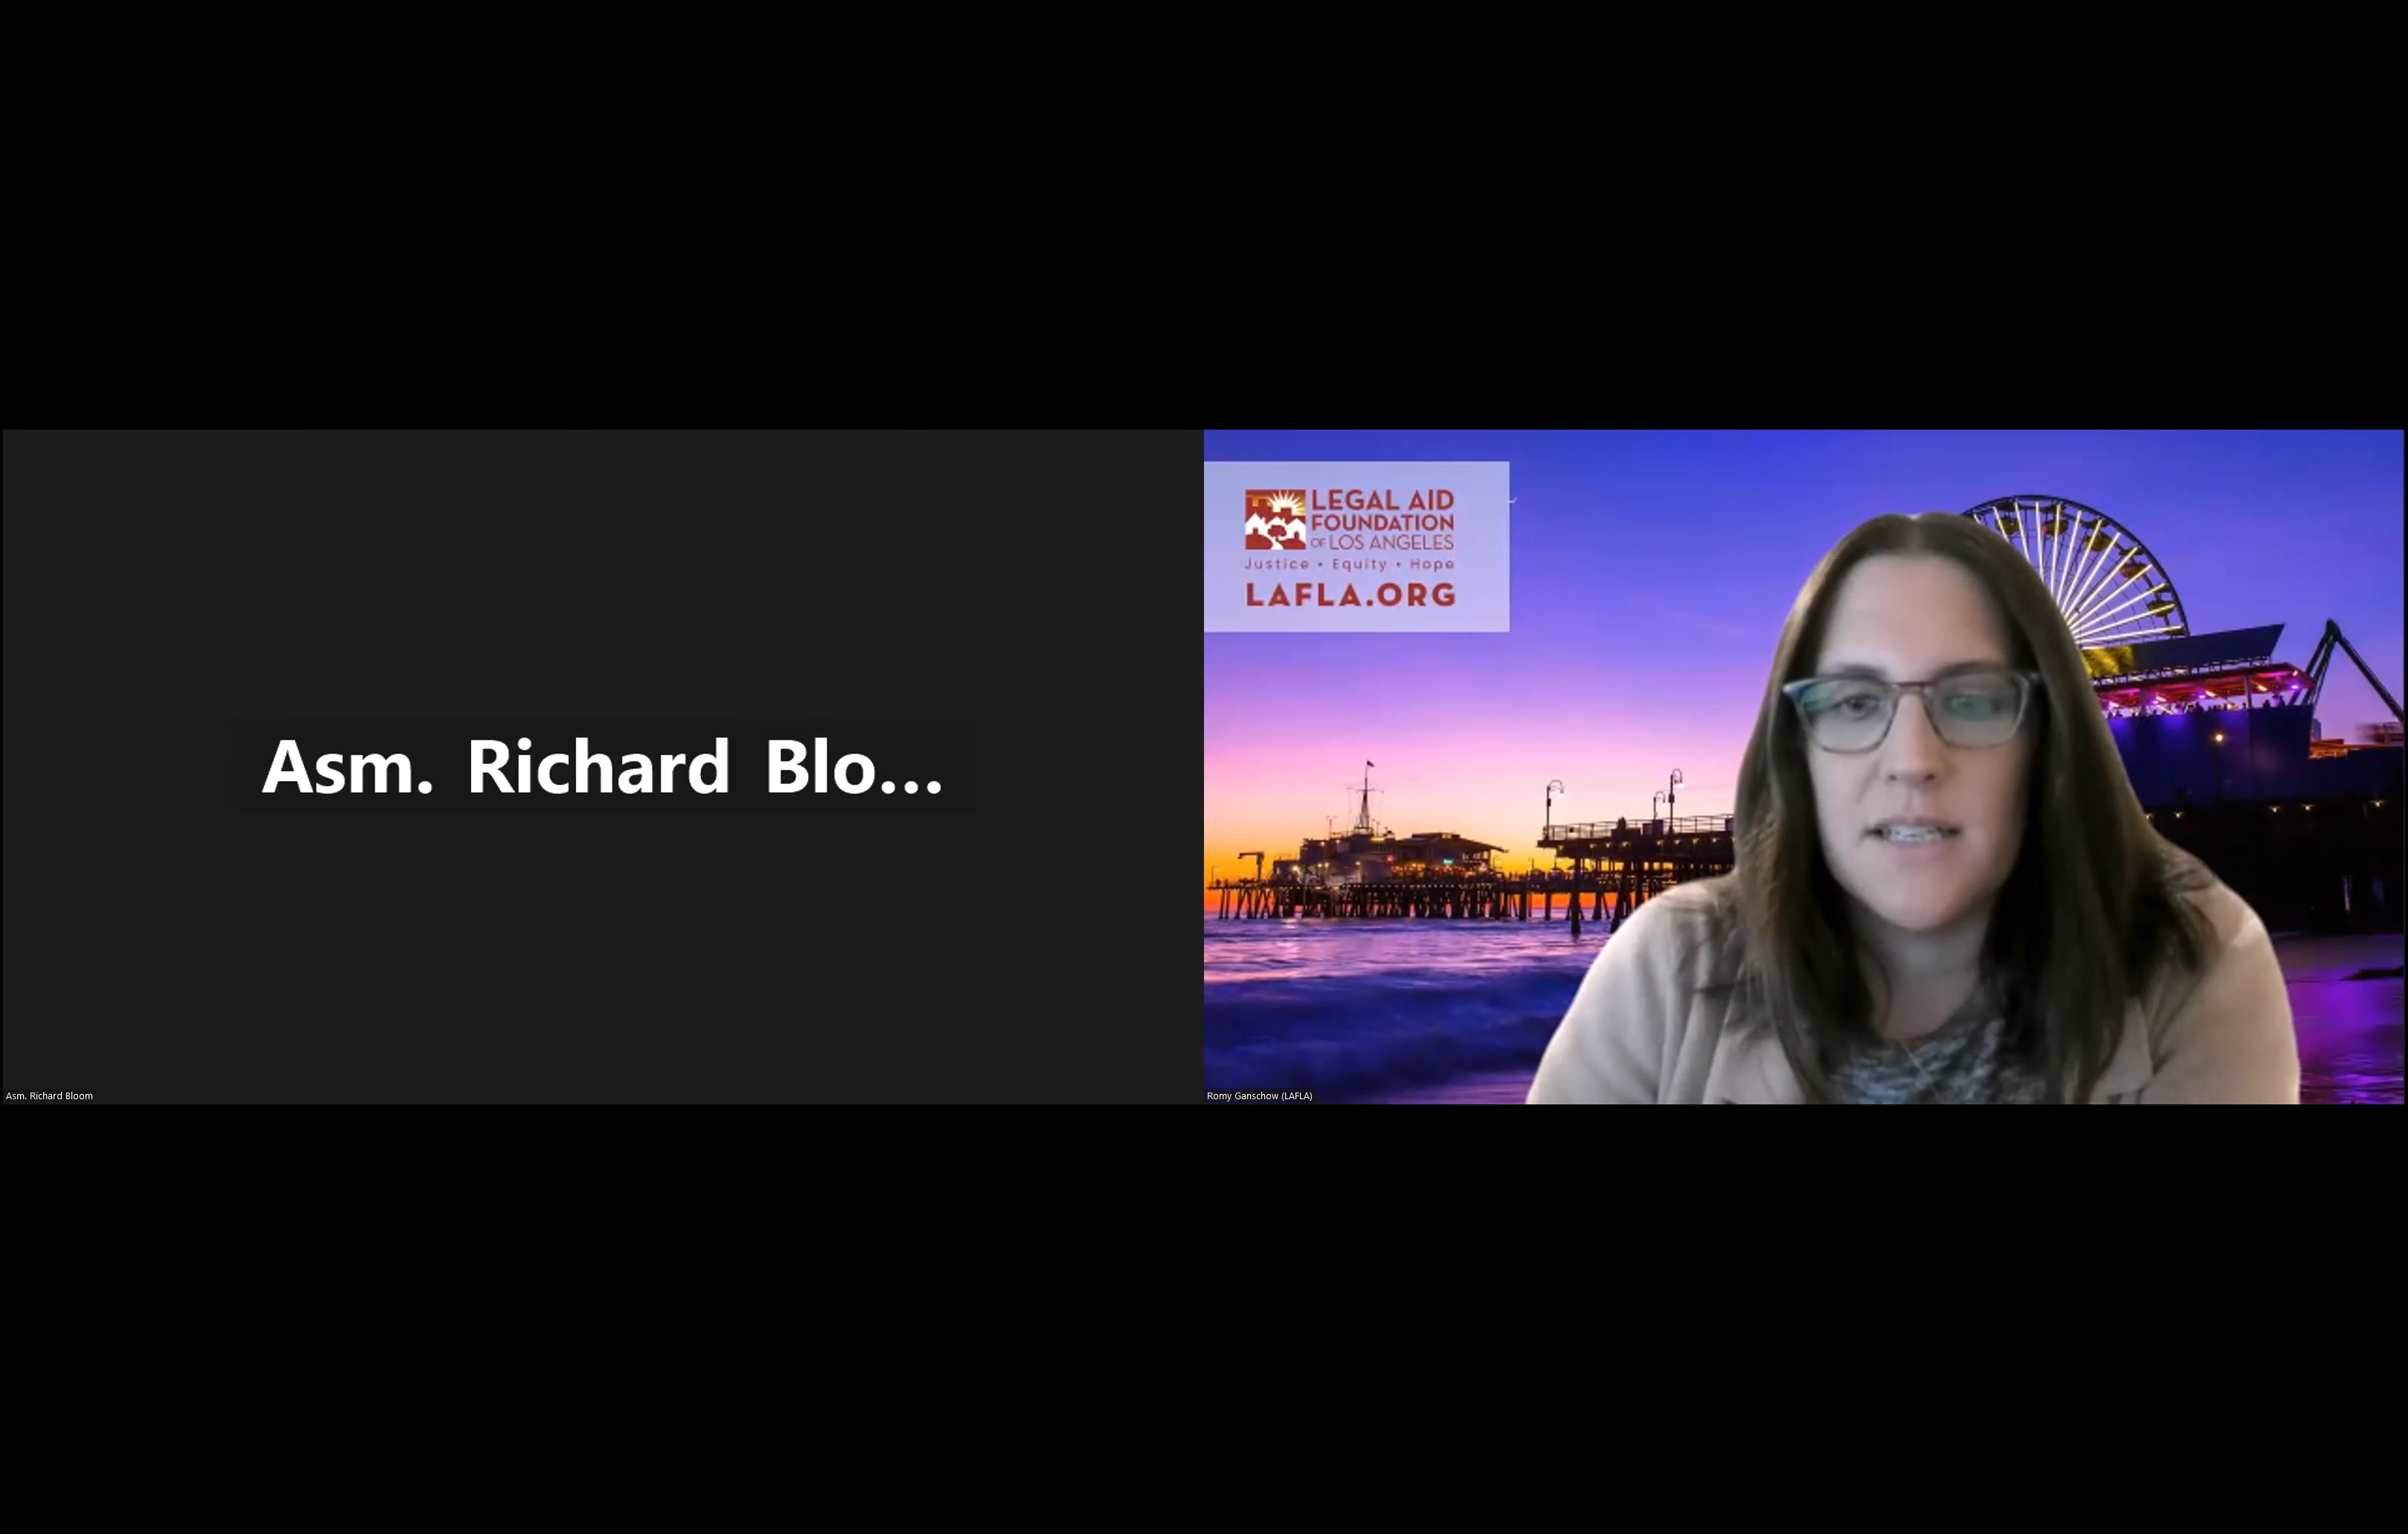 Asm. Richard Blo...
Asm. Richard Bloom
LEGAL AID
FOUNDATION
OF LOS ANGELES
Justice • Equity • Hope
LAFLA.ORG
Romy Ganschow (LAFLA)